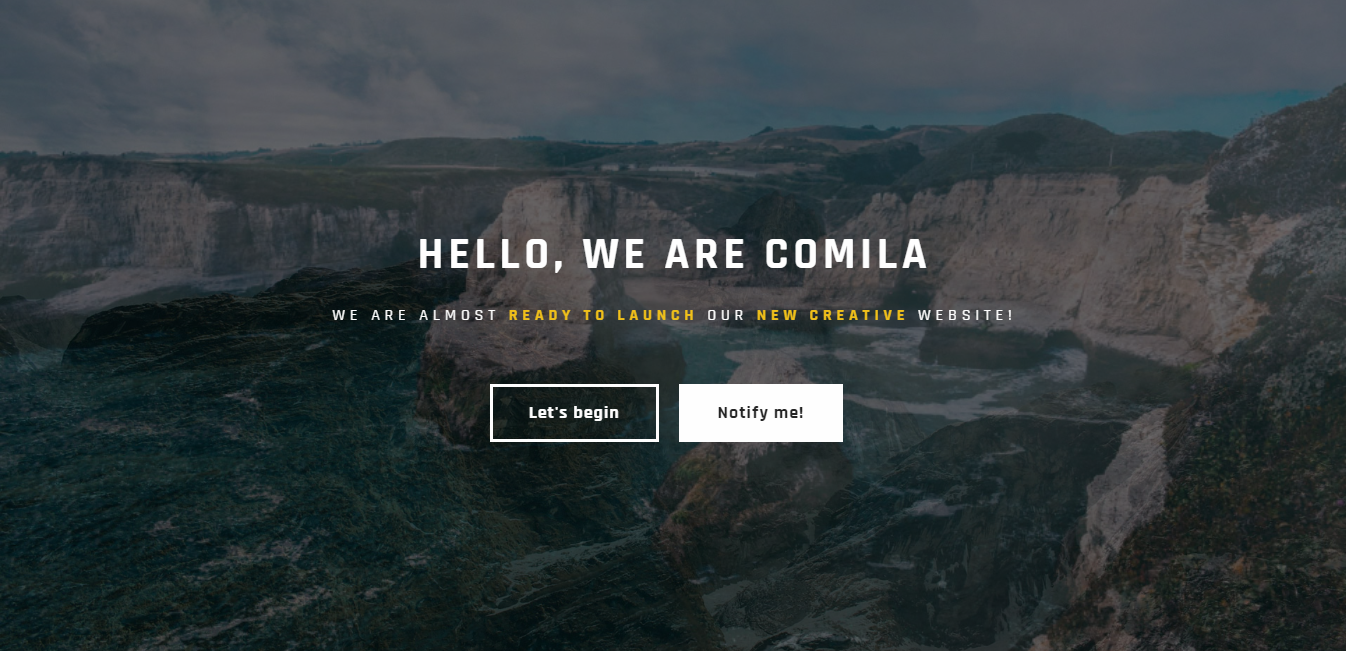 HELLO, WE ARE COMILA
WE ARE ALMOST READY TO LAUNCH OUR NEW CREATIVE WEBSITE!
Let's begin
Notify me!